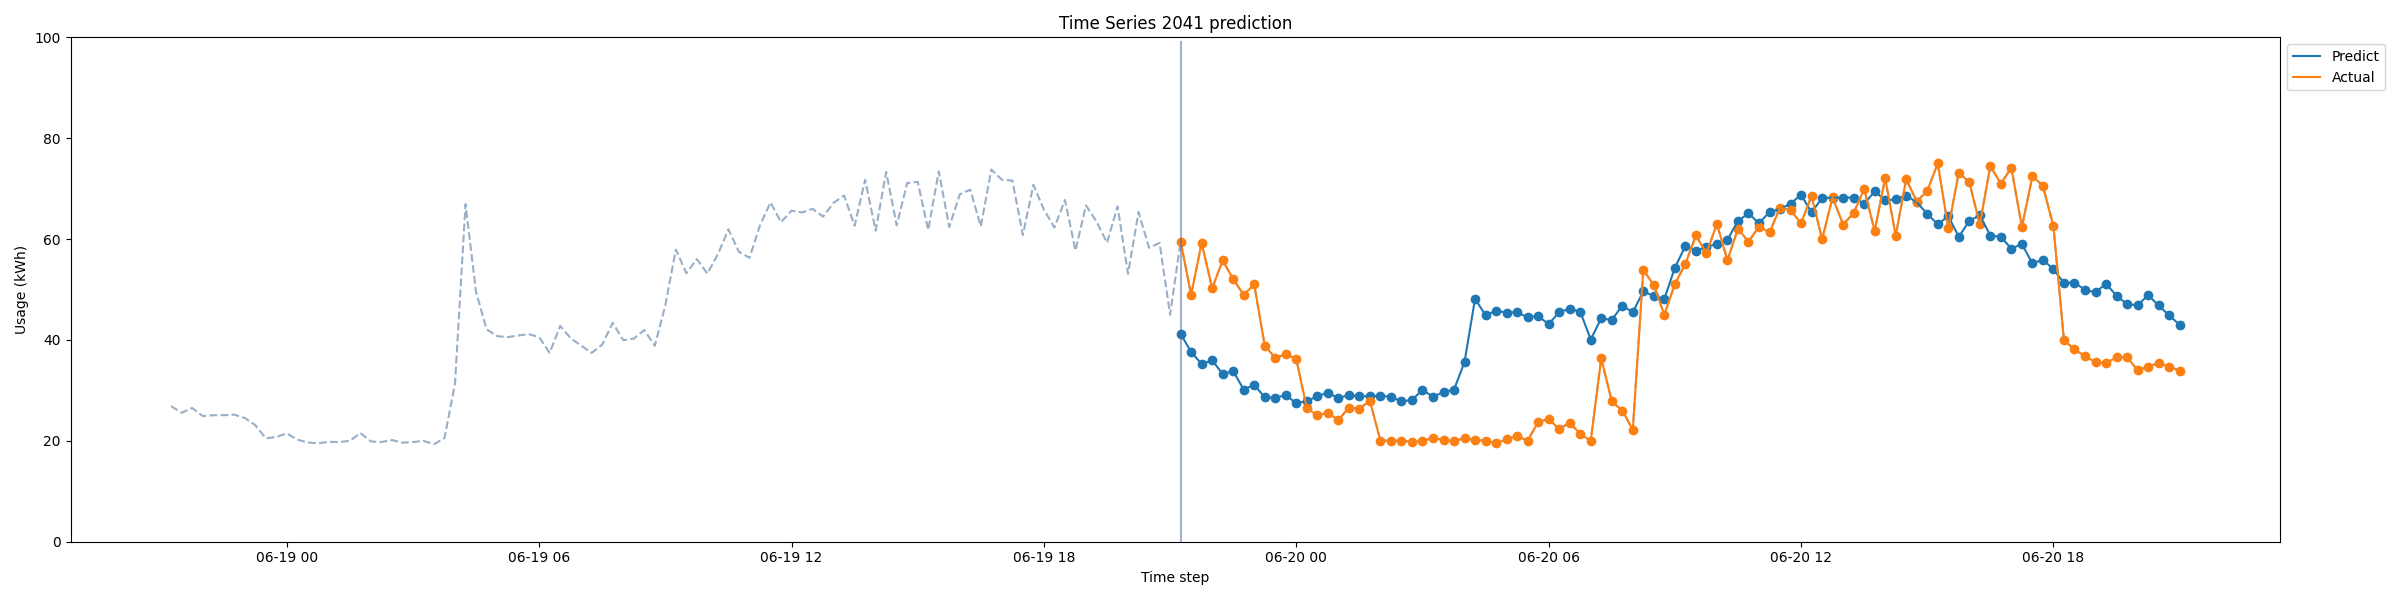 Time Series 2041 prediction
100
80
60
40
20
0
Usage (kWh)
06-19 00
06-19 06
06-19 12
06-19 18
06-20 00
06-20 06
06-20 12
06-20 18
Time step
Predict
Actual